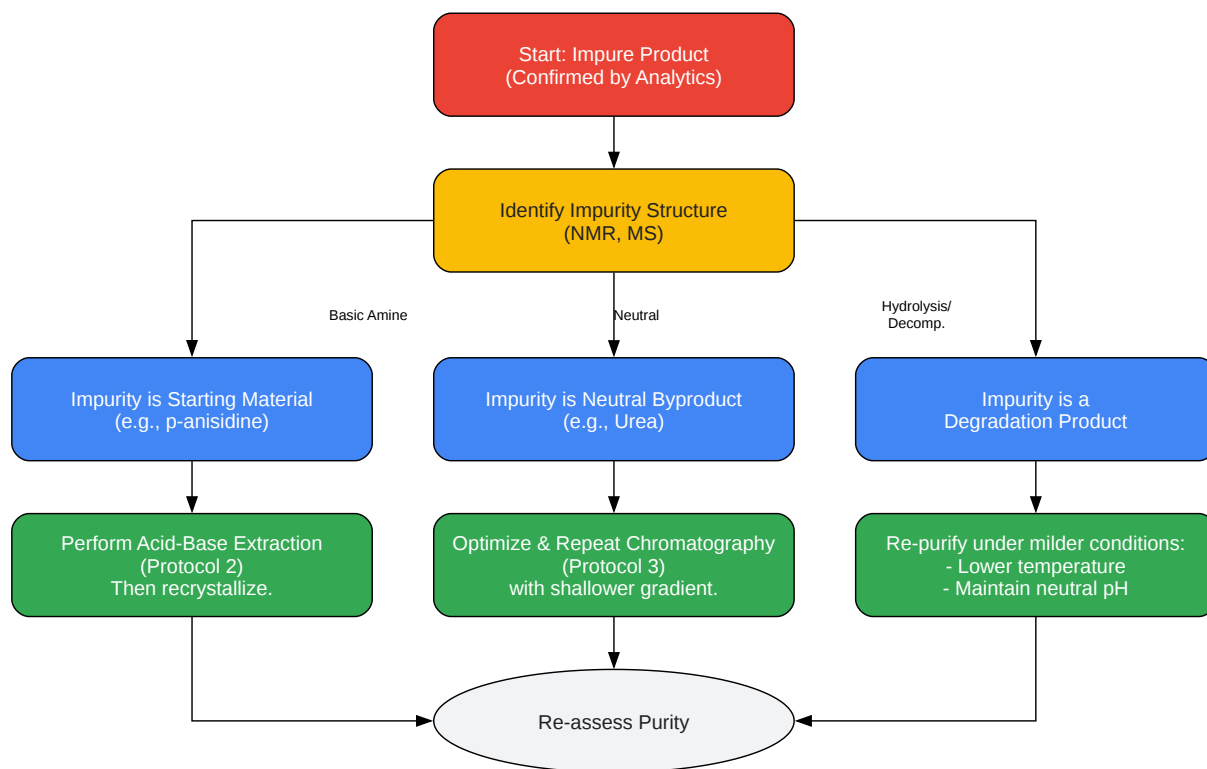 Start: Impure Product
(Confirmed by Analytics)
Identify Impurity Structure
(NMR, MS)
Basic Amine
Neutral
Hydrolysis/
Decomp.
Impurity is Starting Material
(e.g., p-anisidine)
Impurity is Neutral Byproduct
(e.g., Urea)
Impurity is a
Degradation Product
Perform Acid-Base Extraction
(Protocol 2)
Then recrystallize.
Optimize & Repeat Chromatography
(Protocol 3)
with shallower gradient.
Re-purify under milder conditions:
- Lower temperature
- Maintain neutral pH
Re-assess Purity